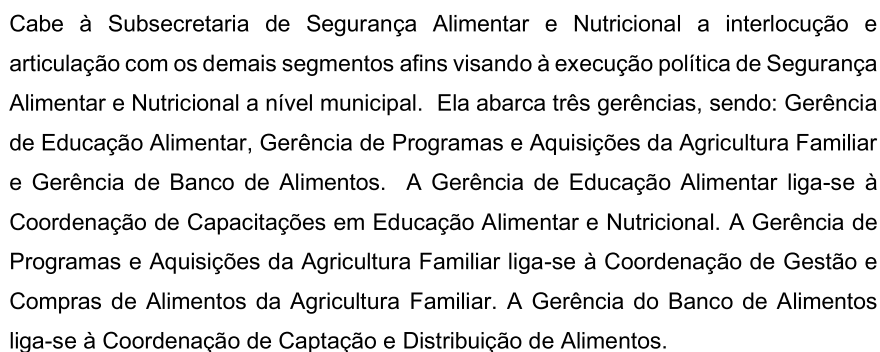 Cabe à Subsecretaria de Segurança Alimentar e Nutricional a interlocução e
articulação com os demais segmentos afins visando à execução política de Segurança
Alimentar e Nutricional a nível municipal.  Ela abarca três gerências, sendo: Gerência
de Educação Alimentar, Gerência de Programas e Aquisições da Agricultura Familiar
e Gerência de Banco de Alimentos.  A Gerência de Educação Alimentar liga-se à
Coordenação de Capacitações em Educação Alimentar e Nutricional. A Gerência de
Programas e Aquisições da Agricultura Familiar liga-se à Coordenação de Gestão e
Compras de Alimentos da Agricultura Familiar. A Gerência do Banco de Alimentos
liga-se à Coordenação de Captação e Distribuição de Alimentos.